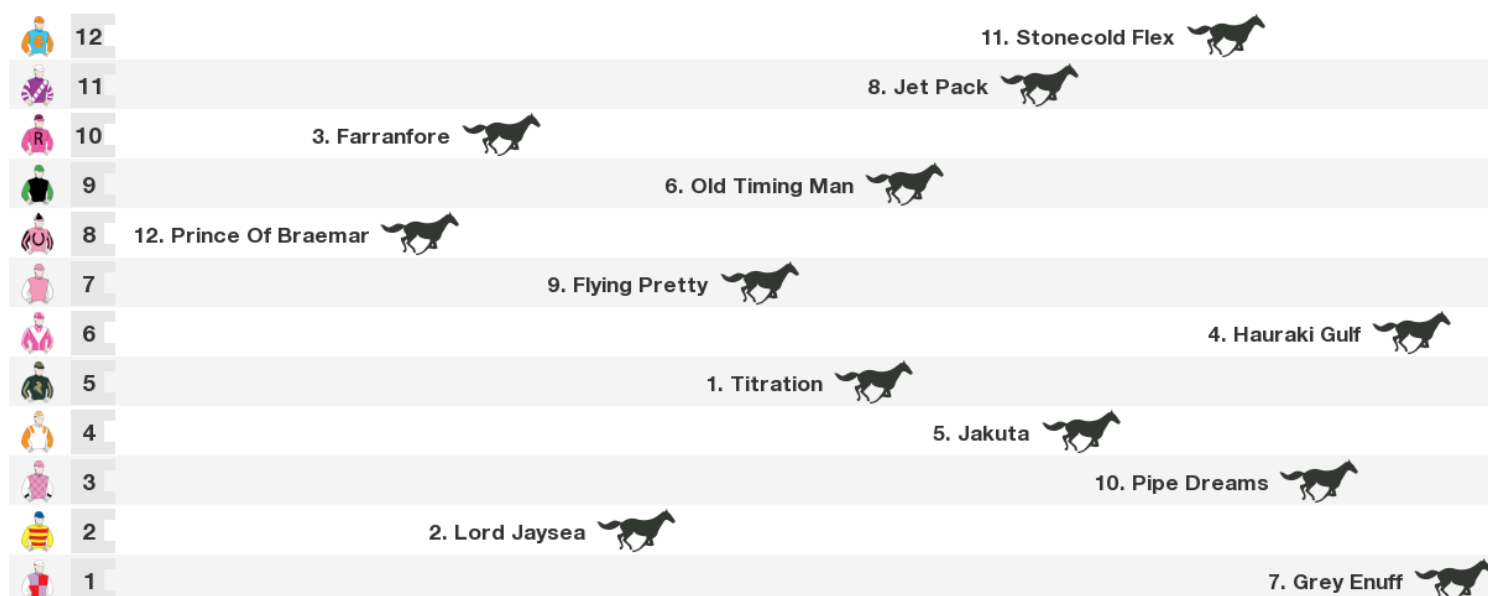 12 11. Stonecold Flex
11 8. Jet Pack
R 10 3. Farranfore
9 6. Old Timing Man
8 12. Prince Of Braemar
7 9. Flying Pretty
6 4. Hauraki Gulf
5 1. Titration
4 5. Jakuta
3 10. Pipe Dreams
2 2. Lord Jaysea
1 7. Grey Enuff